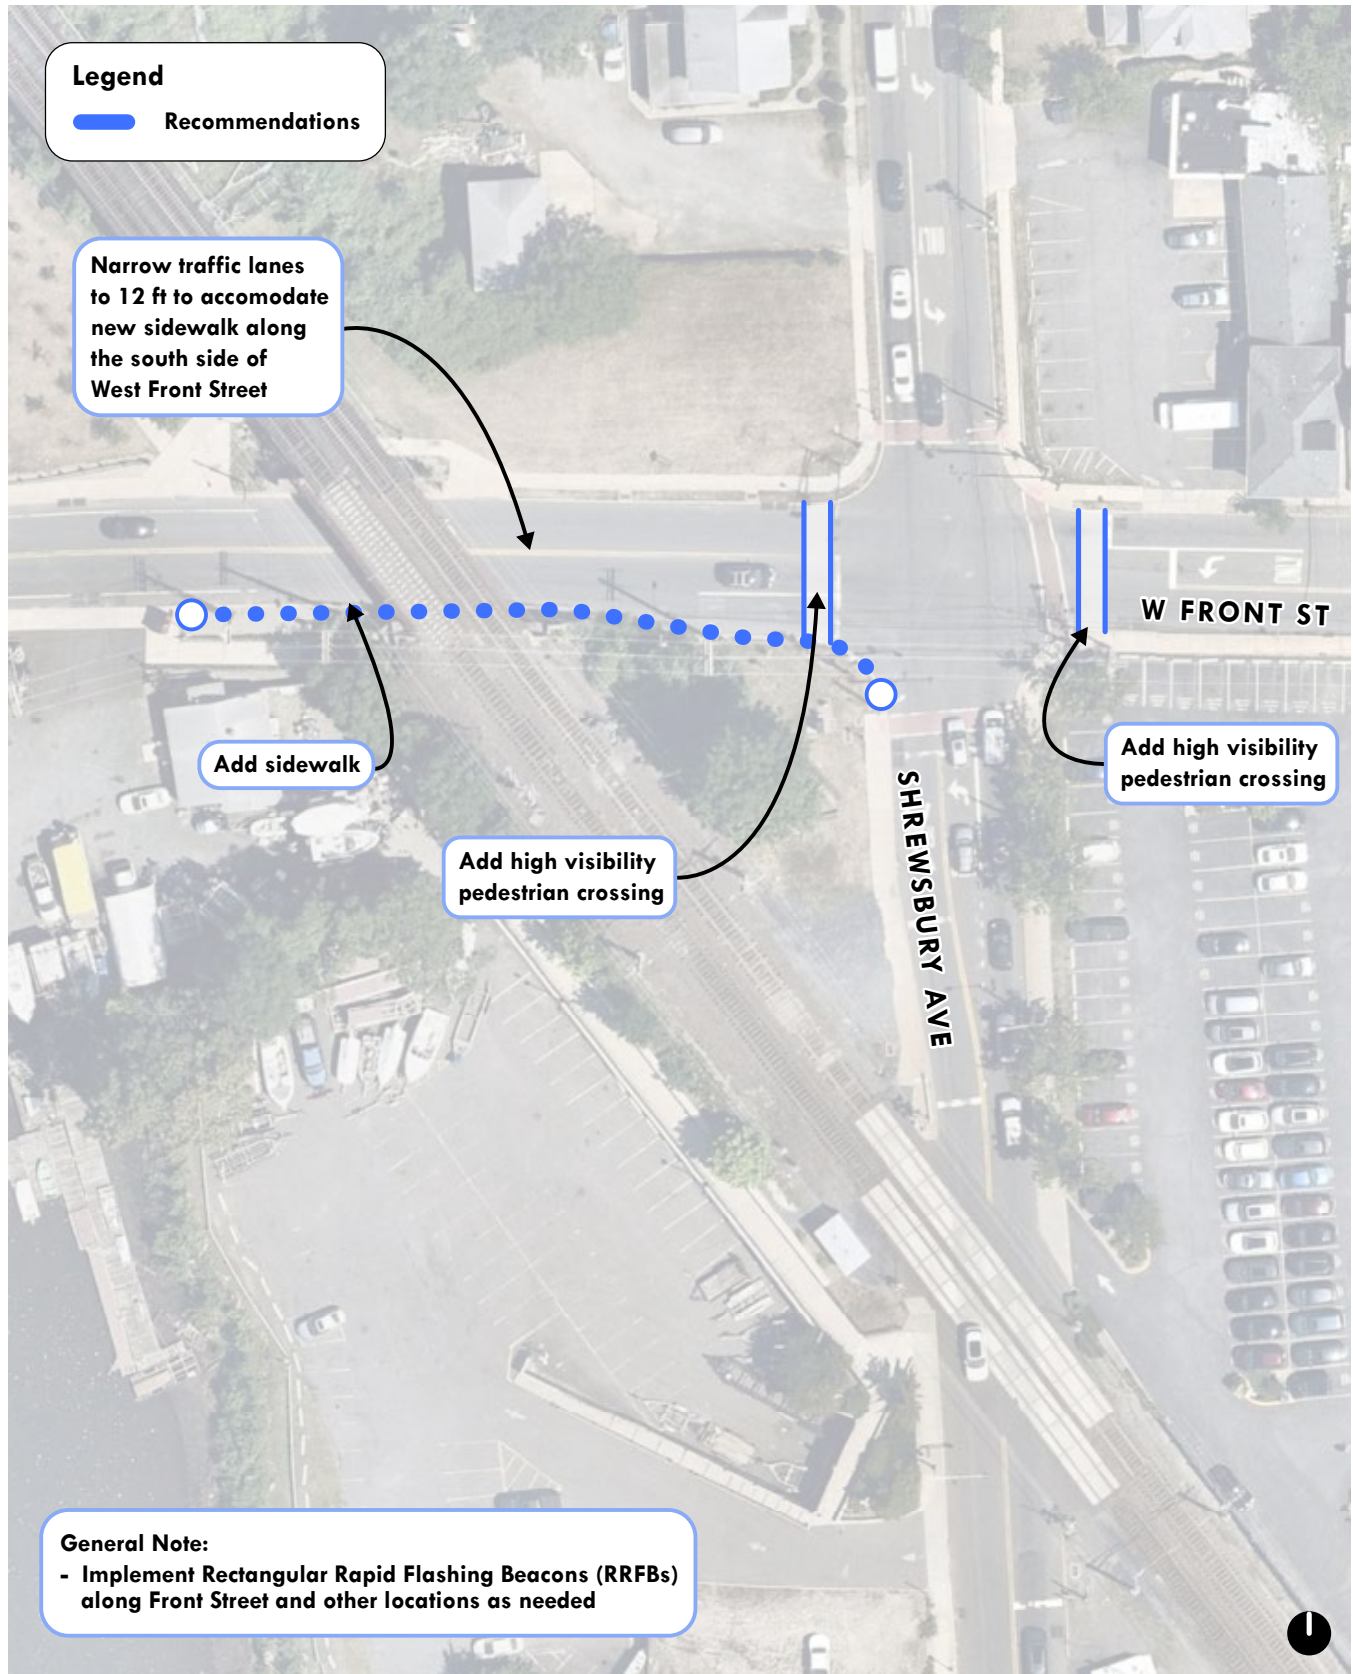 Legend
Recommendations
Narrow traffic lanes
to 12 ft to accomodate
new sidewalk along
the south side of
West Front Street
W FRONT ST
Add sidewalk
Add high visibility
pedestrian crossing
Add high visibility
pedestrian crossing
SHREWSBURY AVE
General Note:
- Implement Rectangular Rapid Flashing Beacons (RRFBs)
along Front Street and other locations as needed